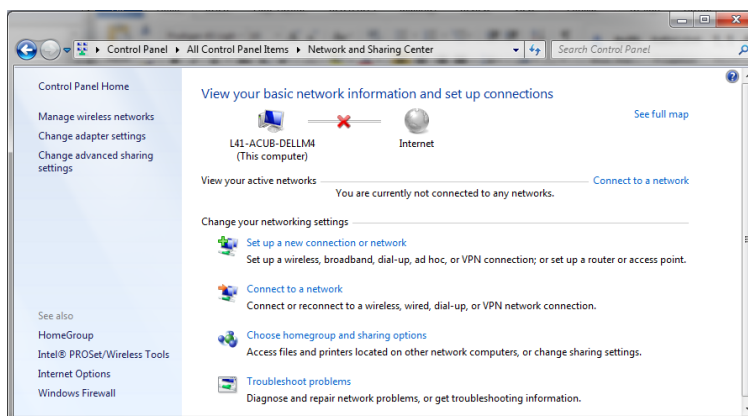 Control Panel ▸ All Control Panel Items ▸ Network and Sharing Center
Search Control Panel
Control Panel Home
Manage wireless networks
Change adapter settings
Change advanced sharing
settings
See also
HomeGroup
Intel® PROSet/Wireless Tools
Internet Options
Windows Firewall
View your basic network information and set up connections
See full map
L41-ACUB-DELLM4
(This computer)
Internet
View your active networks
Connect to a network
You are currently not connected to any networks.
Change your networking settings
Set up a new connection or network
Set up a wireless, broadband, dial-up, ad hoc, or VPN connection; or set up a router or access point.
Connect to a network
Connect or reconnect to a wireless, wired, dial-up, or VPN network connection.
Choose homegroup and sharing options
Access files and printers located on other network computers, or change sharing settings.
Troubleshoot problems
Diagnose and repair network problems, or get troubleshooting information.